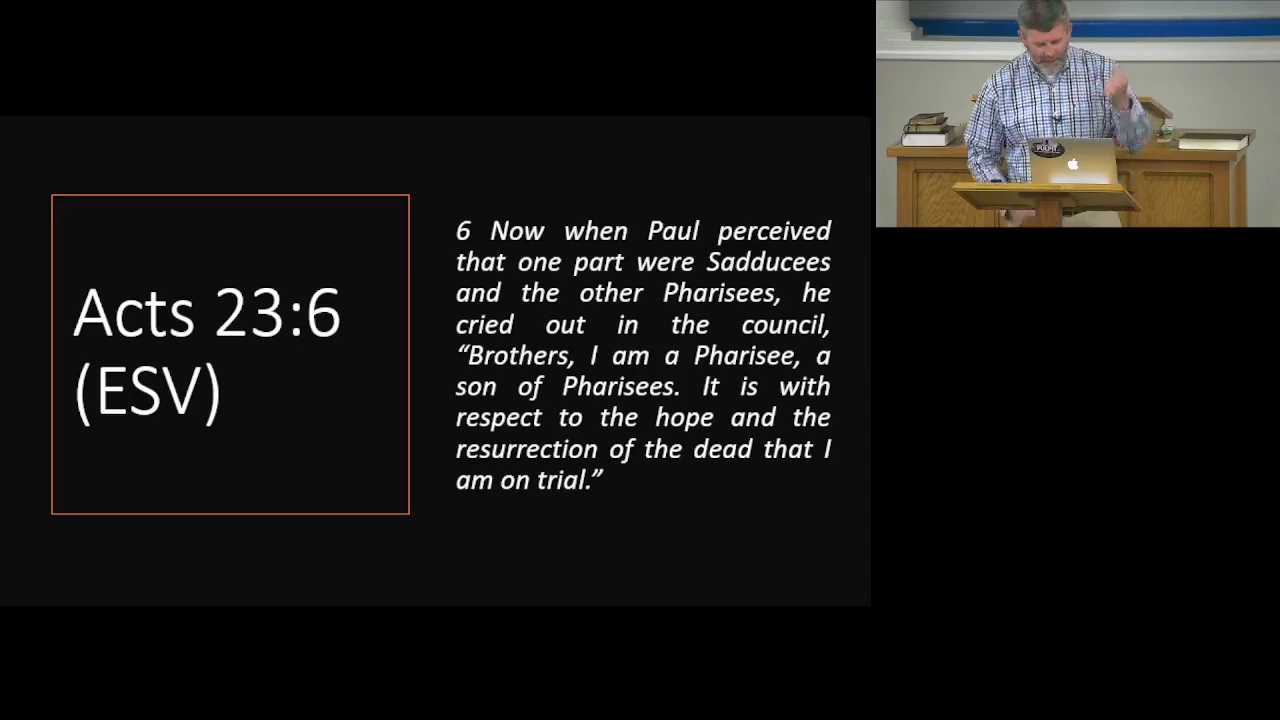 Acts 23:6
(ESV)
6 Now when Paul perceived
that one part were Sadducees
and the other Pharisees, he
cried out in the council,
“Brothers, I am a Pharisee, a
son of Pharisees. It is with
respect to the hope and the
resurrection of the dead that I
am on trial.”
PULPIT